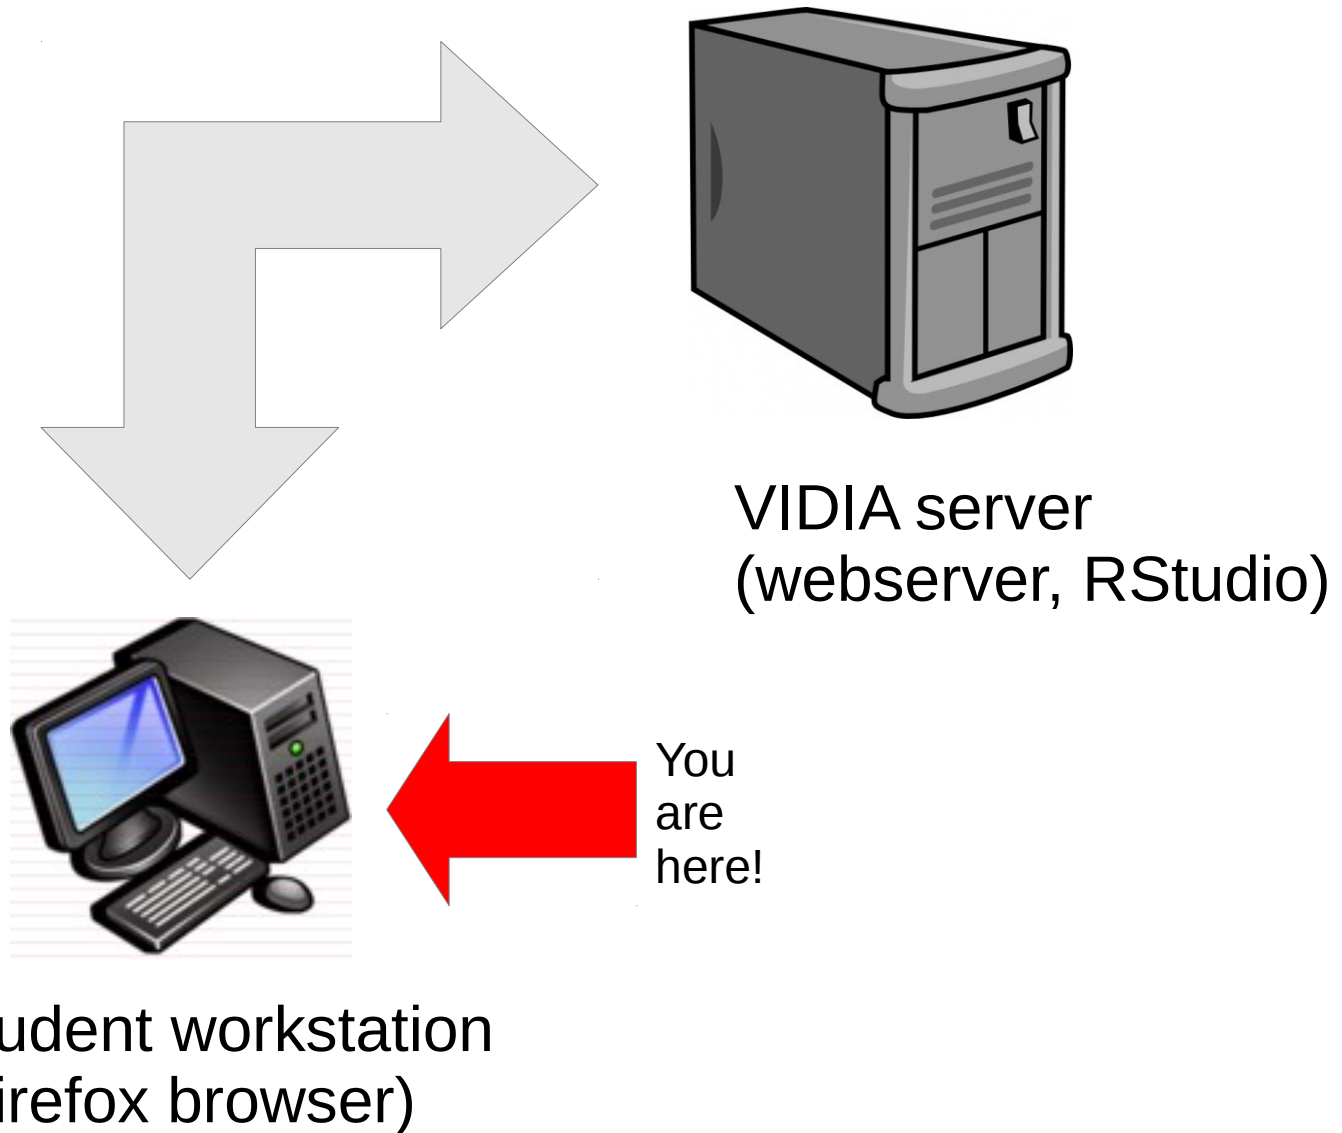 VIDIA server
(webserver, RStudio)
You
are
here!
udent workstation
irefox browser)